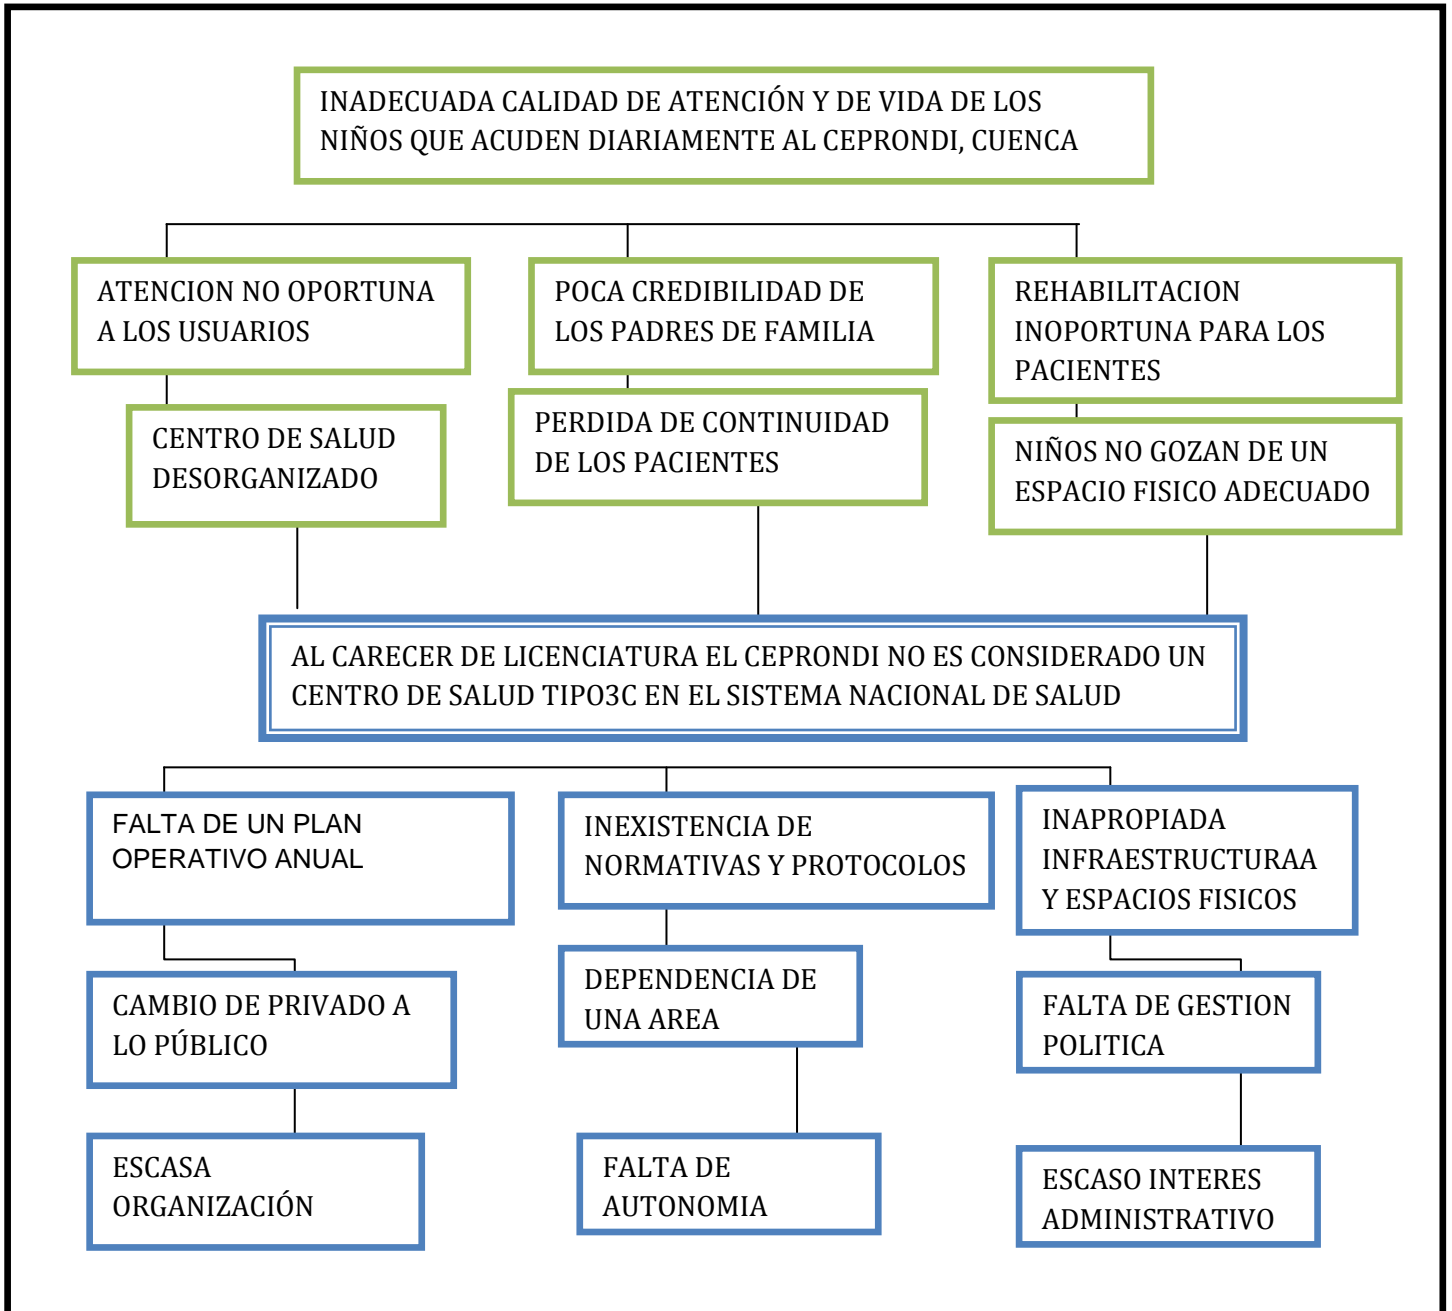 INADECUADA CALIDAD DE ATENCIÓN Y DE VIDA DE LOS
NIÑOS QUE ACUDEN DIARIAMENTE AL CEPRONDI, CUENCA
ATENCION NO OPORTUNA
A LOS USUARIOS
POCA CREDIBILIDAD DE
LOS PADRES DE FAMILIA
REHABILITACION
INOPORTUNA PARA LOS
PACIENTES
CENTRO DE SALUD
DESORGANIZADO
PERDIDA DE CONTINUIDAD
DE LOS PACIENTES
NIÑOS NO GOZAN DE UN
ESPACIO FISICO ADECUADO
AL CARECER DE LICENCIATURA EL CEPRONDI NO ES CONSIDERADO UN
CENTRO DE SALUD TIPO3C EN EL SISTEMA NACIONAL DE SALUD
FALTA DE UN PLAN
OPERATIVO ANUAL
INEXISTENCIA DE
NORMATIVAS Y PROTOCOLOS
INAPROPIADA
INFRAESTRUCTURAA
Y ESPACIOS FISICOS
CAMBIO DE PRIVADO A
LO PÚBLICO
DEPENDENCIA DE
UNA AREA
FALTA DE GESTION
POLITICA
ESCASA
ORGANIZACIÓN
FALTA DE
AUTONOMIA
ESCASO INTERES
ADMINISTRATIVO